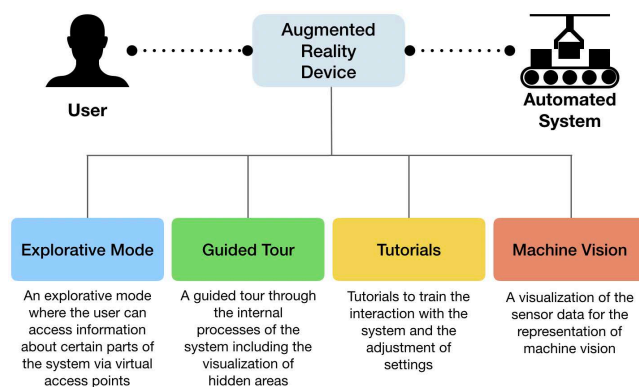 Augmented
Reality
Device
User
Automated
System
Explorative Mode
Guided Tour
Tutorials
Machine Vision
An explorative mode
where the user can
access information
about certain parts
of the system via virtual
access points
A guided tour through
the internal
processes of the
system including the
visualization of
hidden areas
Tutorials to train the
interaction with the
system and the
adjustment of
settings
A visualization of the
sensor data for the
representation of
machine vision